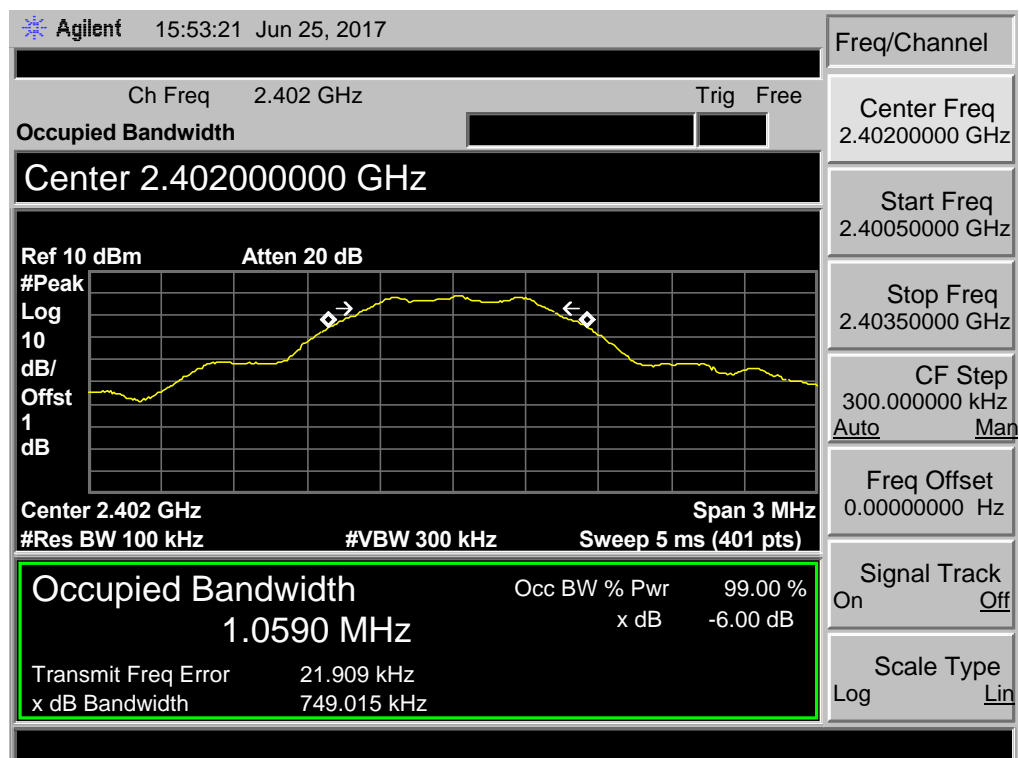 Agilent 15:53:21 Jun 25, 2017
Freq/Channel
Ch Freq 2.402 GHz Trig Free
Occupied Bandwidth
Center 2.402000000 GHz
Ref 10 dBm Atten 20 dB
#Peak
Log
10
dB/
Offst
1
dB
Center 2.402 GHz Span 3 MHz
#Res BW 100 kHz #VBW 300 kHz Sweep 5 ms (401 pts)
Occupied Bandwidth
1.0590 MHz
Occ BW % Pwr 99.00 %
x dB -6.00 dB
Transmit Freq Error 21.909 kHz
x dB Bandwidth 749.015 kHz
Center Freq
2.40200000 GHz
Start Freq
2.40050000 GHz
Stop Freq
2.40350000 GHz
CF Step
300.000000 kHz
Auto Man
Freq Offset
0.00000000 Hz
Signal Track
On Off
Scale Type
Log Lin